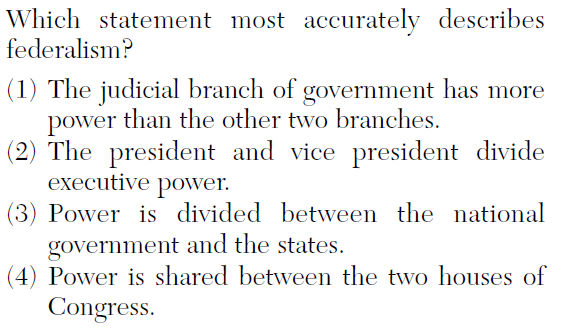 Which statement most accurately describes
federalism?
(1) The judicial branch of government has more
power than the other two branches.
(2) The president and vice president divide
executive power.
(3) Power is divided between the national
government and the states.
(4) Power is shared between the two houses of
Congress.